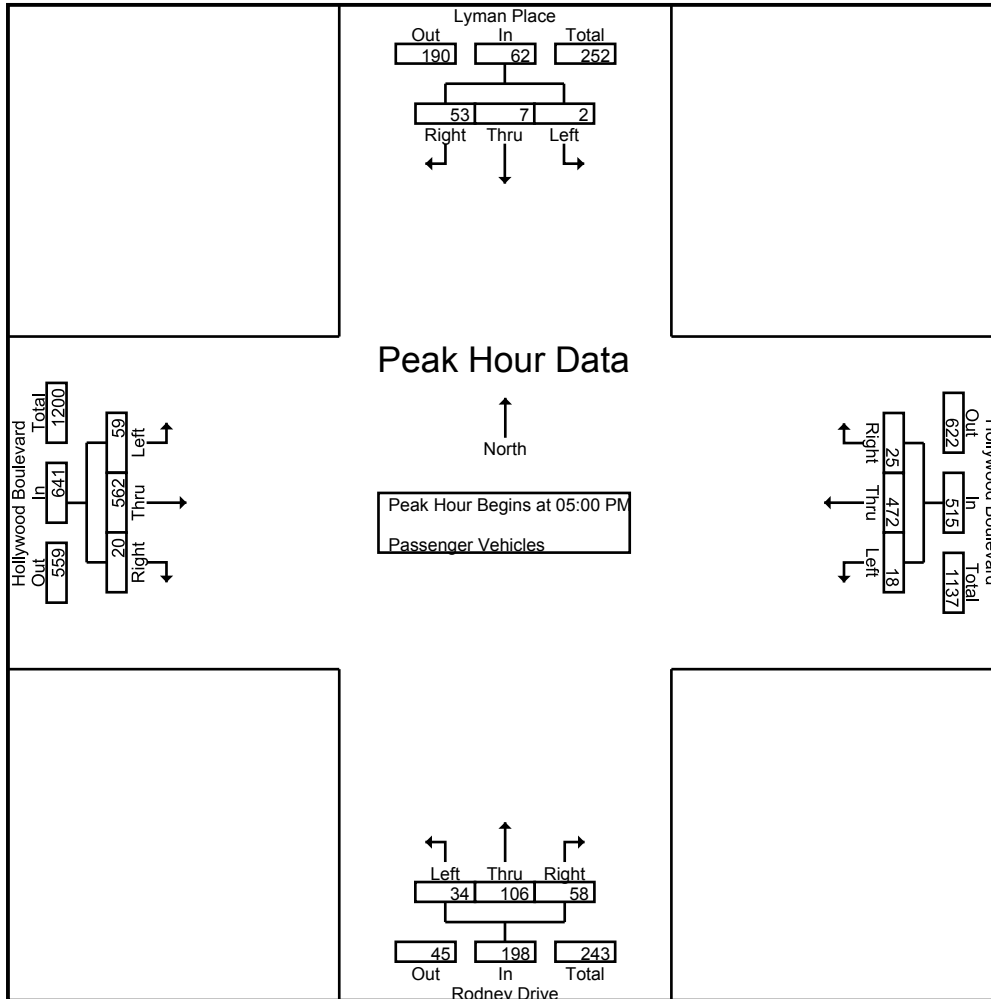 Lyman Place
Out In Total
190 62 252
53 7 2
Right Thru Left
Peak Hour Data
North
Peak Hour Begins at 05:00 PM
Passenger Vehicles
Hollywood Boulevard
Out In Total
559 641 1200
20 562 59
Right Thru Left
Hollywood Boulevard
Out In Total
622 515 1137
25 472 18
Right Thru Left
Left Thru Right
34 106 58
45 198 243
Out In Total
Rodney Drive